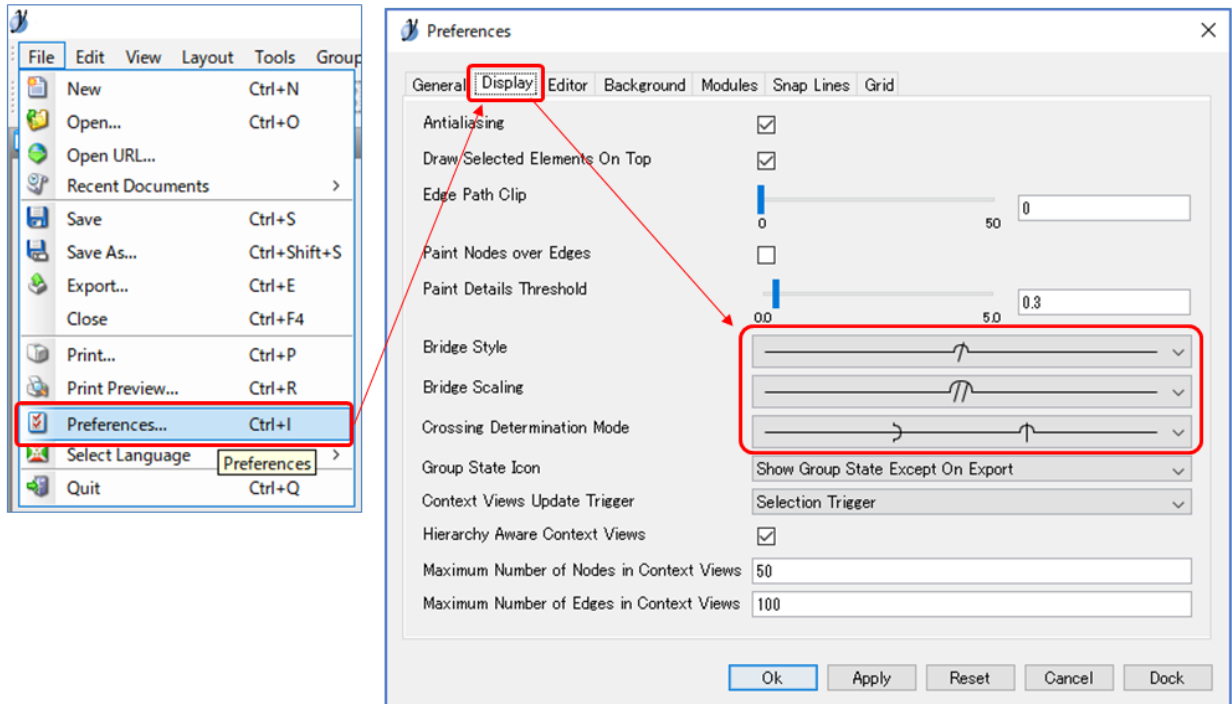 File Edit View Layout Tools Group
New Ctrl+N
Open... Ctrl+O
Open URL...
Recent Documents >
Save Ctrl+S
Save As... Ctrl+Shift+S
Export... Ctrl+E
Close Ctrl+F4
Print... Ctrl+P
Print Preview... Ctrl+R
Preferences... Ctrl+I
Select Language >
Preferences
Quit Ctrl+Q
Preferences
General Display Editor Background Modules Snap Lines Grid
Antialiasing
Draw Selected Elements On Top
Edge Path Clip
0 50 0
Paint Nodes over Edges
Paint Details Threshold
0.0 5.0 0.3
Bridge Style
Bridge Scaling
Crossing Determination Mode
Group State Icon Show Group State Except On Export
Context Views Update Trigger Selection Trigger
Hierarchy Aware Context Views
Maximum Number of Nodes in Context Views 50
Maximum Number of Edges in Context Views 100
Ok Apply Reset Cancel Dock